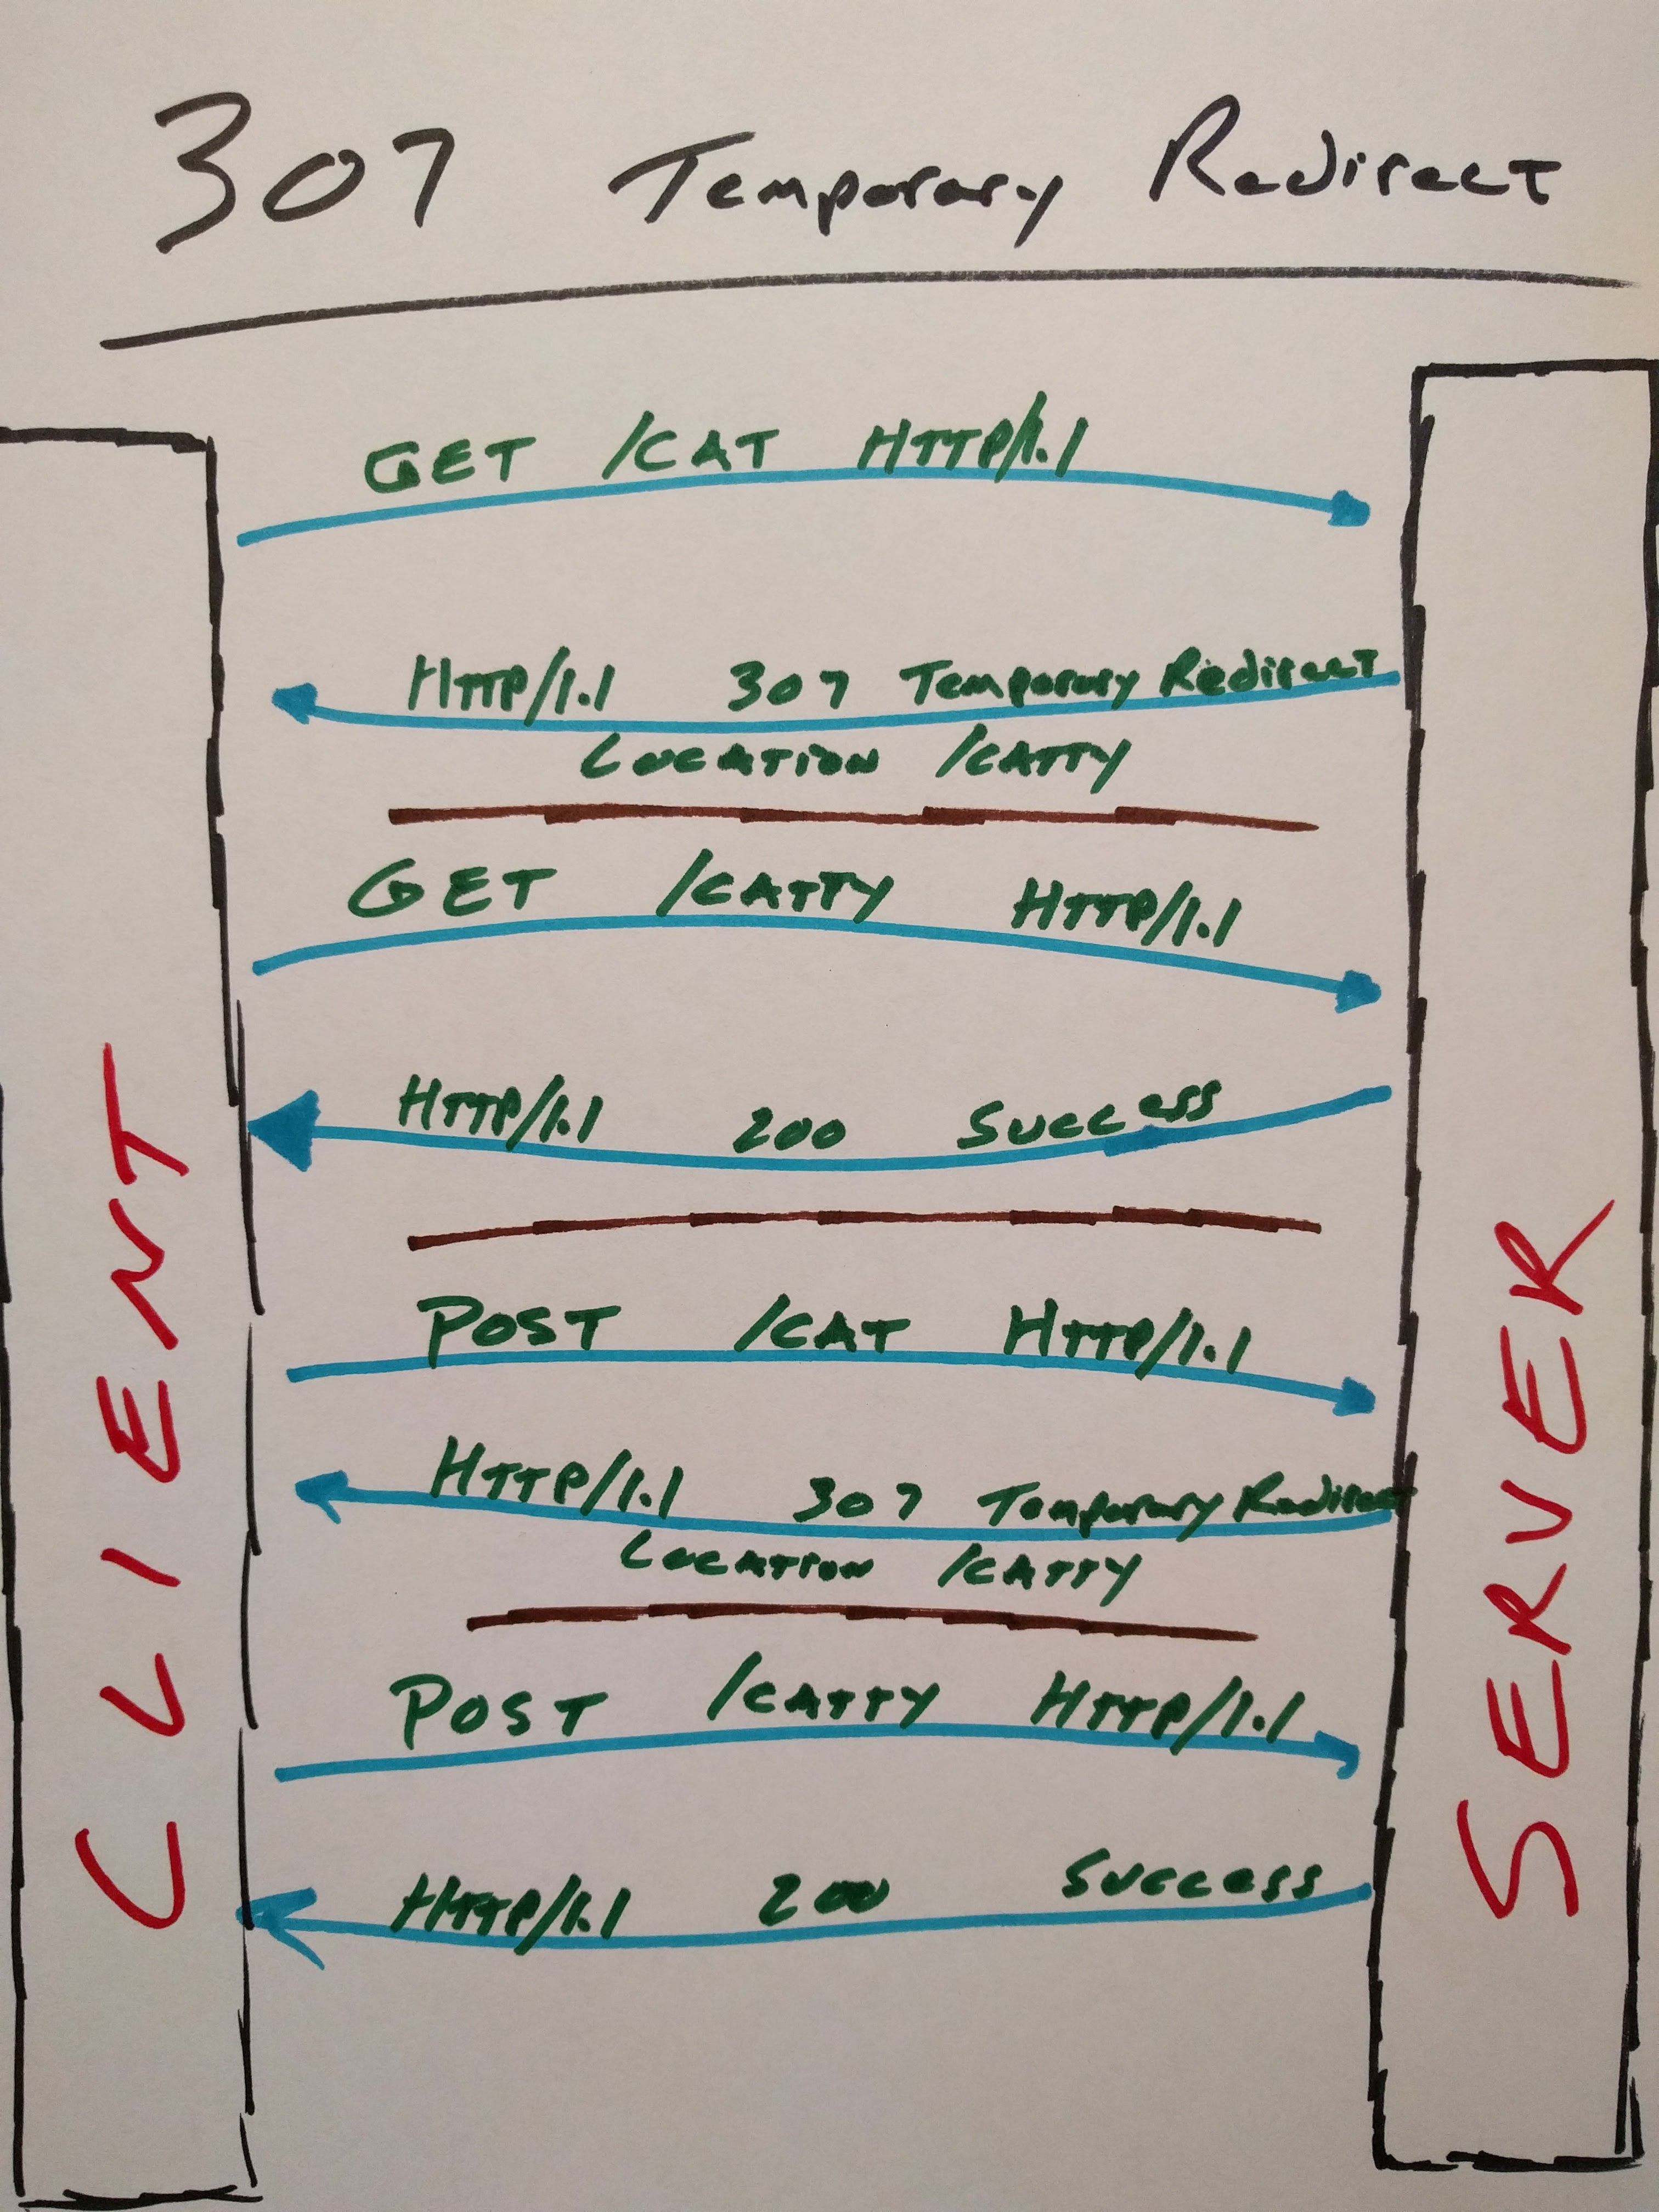 307 Temporary Redirect
GET /CAT HTTP/1.1
HTTP/1.1 307 Temporary Redirect
LOCATION /CATTY
GET /CATTY HTTP/1.1
HTTP/1.1 200 Success
POST /CAT HTTP/1.1
HTTP/1.1 307 Temporary Redirect
LOCATION /CATTY
POST /CATTY HTTP/1.1
HTTP/1.1 200 Success
CLIENT
SERVER